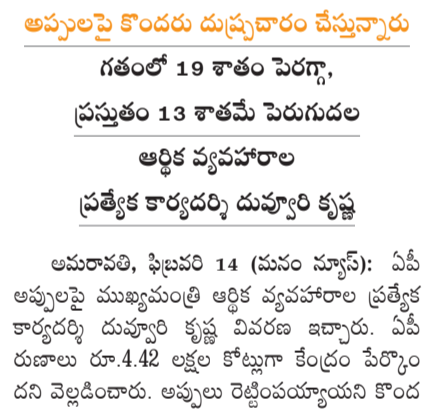 అప్పులపై కొందరు దుష్ప్రచారం చేస్తున్నారు
గతంలో 19 శాతం పెరగ్గా,
ప్రస్తుతం 13 శాతమే పెరుగుదల
ఆర్థిక వ్యవహారాల
ప్రత్యేక కార్యదర్శి దువ్వూరి కృష్ణ
అమరావతి, ఫిబ్రవరి 14 (మనం న్యూస్): ఏపీ
అప్పులపై ముఖ్యమంత్రి ఆర్థిక వ్యవహారాల ప్రత్యేక
కార్యదర్శి దువ్వూరి కృష్ణ వివరణ ఇచ్చారు. ఏపీ
రుణాలు రూ.4.42 లక్షల కోట్లుగా కేంద్రం పేర్కొం
దని వెల్లడించారు. అప్పులు రెట్టింపయ్యాయని కొంద